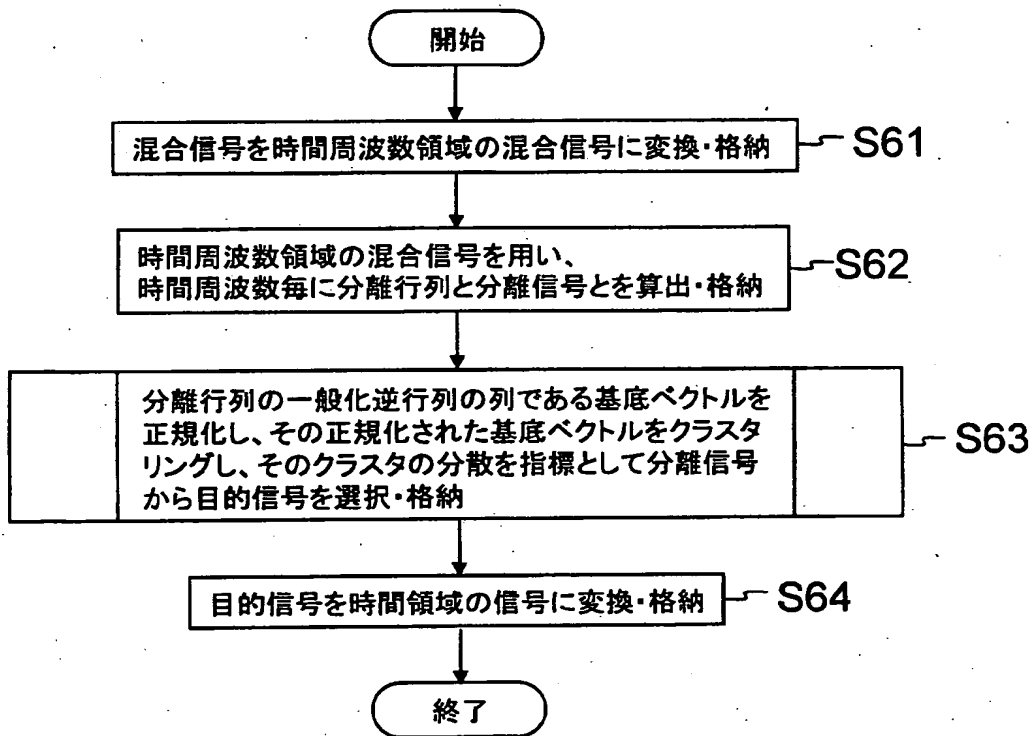 開始
混合信号を時間周波数領域の混合信号に変換・格納
S61
時間周波数領域の混合信号を用い、
時間周波数毎に分離行列と分離信号とを算出・格納
S62
分離行列の一般化逆行列の列である基底ベクトルを
正規化し、その正規化された基底ベクトルをクラスタ
リングし、そのクラスタの分散を指標として分離信号
から目的信号を選択・格納
S63
目的信号を時間領域の信号に変換・格納
S64
終了